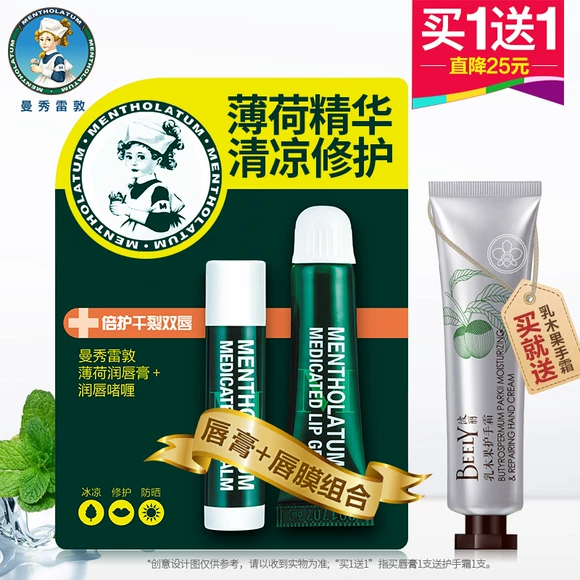 MENTHOLATUM
MENTHOLATUM
曼秀雷敦
买1送1
直降25元
MENTHOLATUM
MENTHOLATUM
MENTHOLATUM
薄荷精华
清凉修护
倍护干裂双唇
曼秀雷敦
薄荷润唇膏+
润唇啫喱
冰凉 修护 防晒
MENTHOLATUM
MENTHOLATUM
MEDICATED LIP
唇膏+唇膜组合
BEELY 波丽
乳木果护手霜
BUTYROSPERMUM PARKII MOISTURIZING
& REPAIRING HAND CREAM
乳木果手霜
买就送
*创意设计图仅供参考，请以收到实物为准; "买1送1" 指买唇膏1支送护手霜1支。